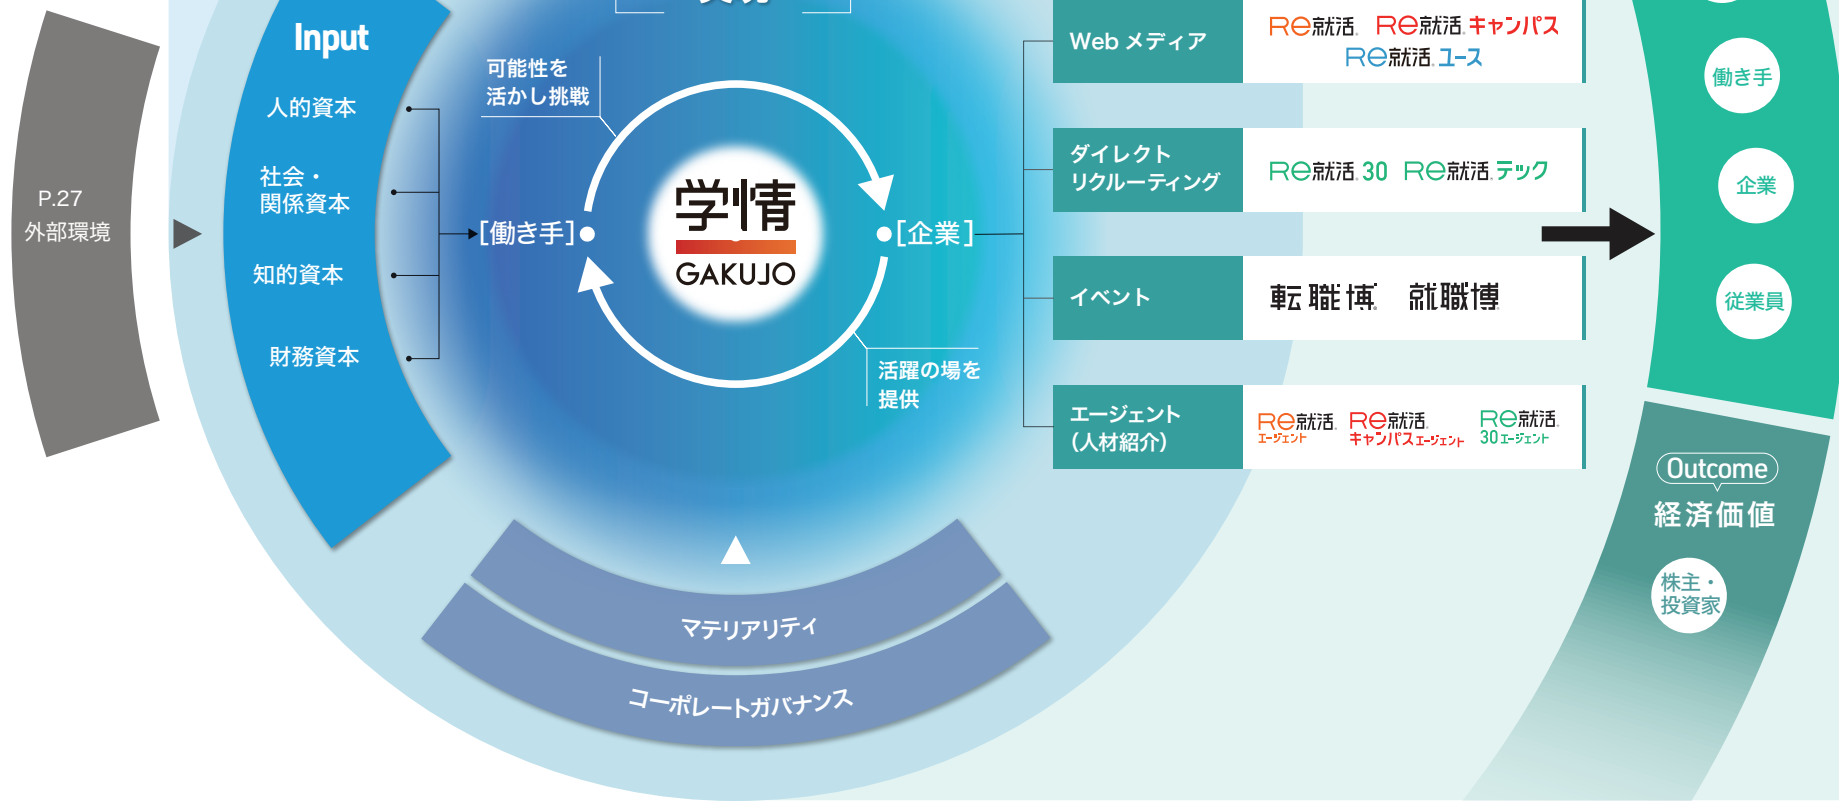 P.27
外部環境
Input
人的資本
社会・
関係資本
知的資本
財務資本
可能性を
活かし挑戦
[働き手]
学情
GAKUJO
[企業]
活躍の場を
提供
マテリアリティ
コーポレートガバナンス
Web メディア
Re就活. Re就活.キャンパス
Re就活.ユース
ダイレクト
リクルーティング
Re就活.30 Re就活.テック
イベント
転職博 就職博
エージェント
(人材紹介)
Re就活.
エージェント
Re就活.
キャンパスエージェント
Re就活.
30エージェント
働き手
企業
従業員
Outcome
経済価値
株主・
投資家